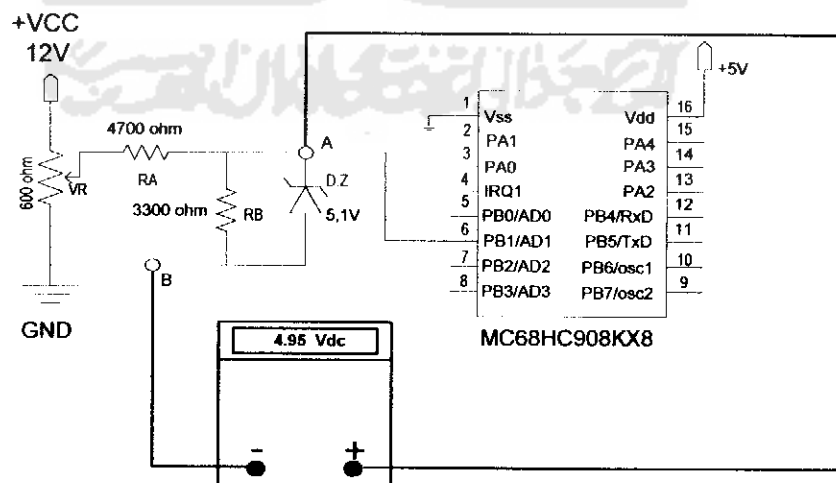 +VCC
12V
600 ohm
VR
4700 ohm
RA
3300 ohm
RB
A
D.Z
5,1V
B
GND
+5V
1 Vss Vdd 16
2 PA1 PA4 15
3 PA0 PA3 14
4 IRQ1 PA2 13
5 PB0/AD0 PB4/RxD 12
6 PB1/AD1 PB5/TxD 11
7 PB2/AD2 PB6/osc1 10
8 PB3/AD3 PB7/osc2 9
MC68HC908KX8
4.95 Vdc
- +